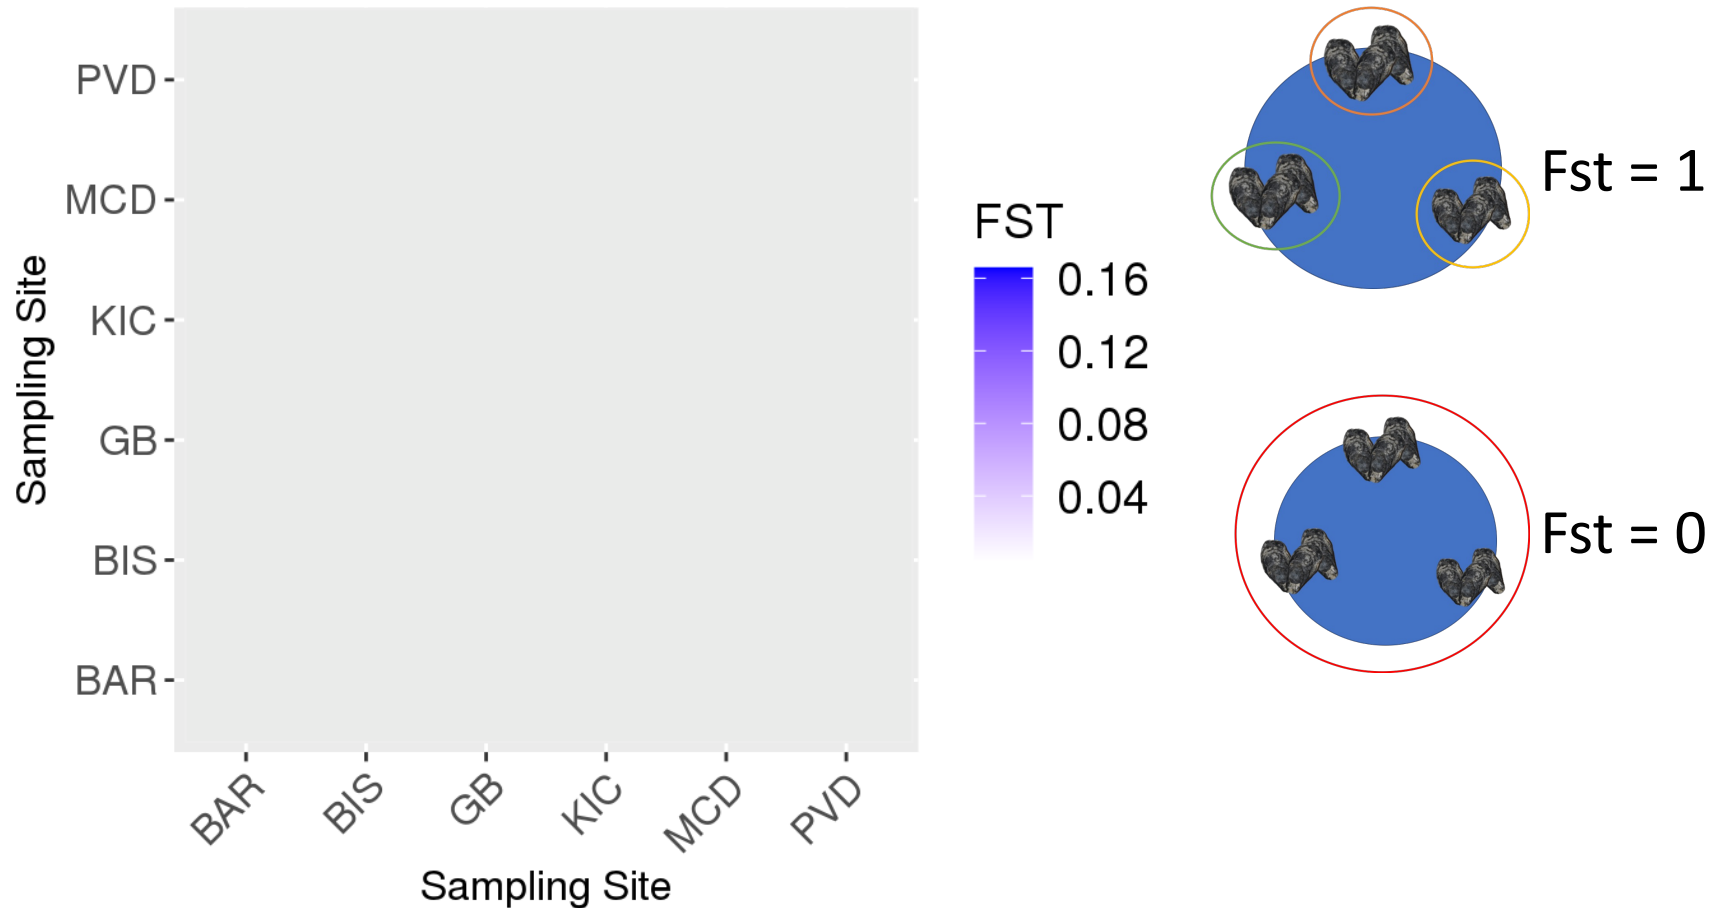 PVD
MCD
KIC
GB
BIS
BAR
Sampling Site
BAR
BIS
GB
KIC
MCD
PVD
Sampling Site
FST
0.16
0.12
0.08
0.04
Fst = 1
Fst = 0